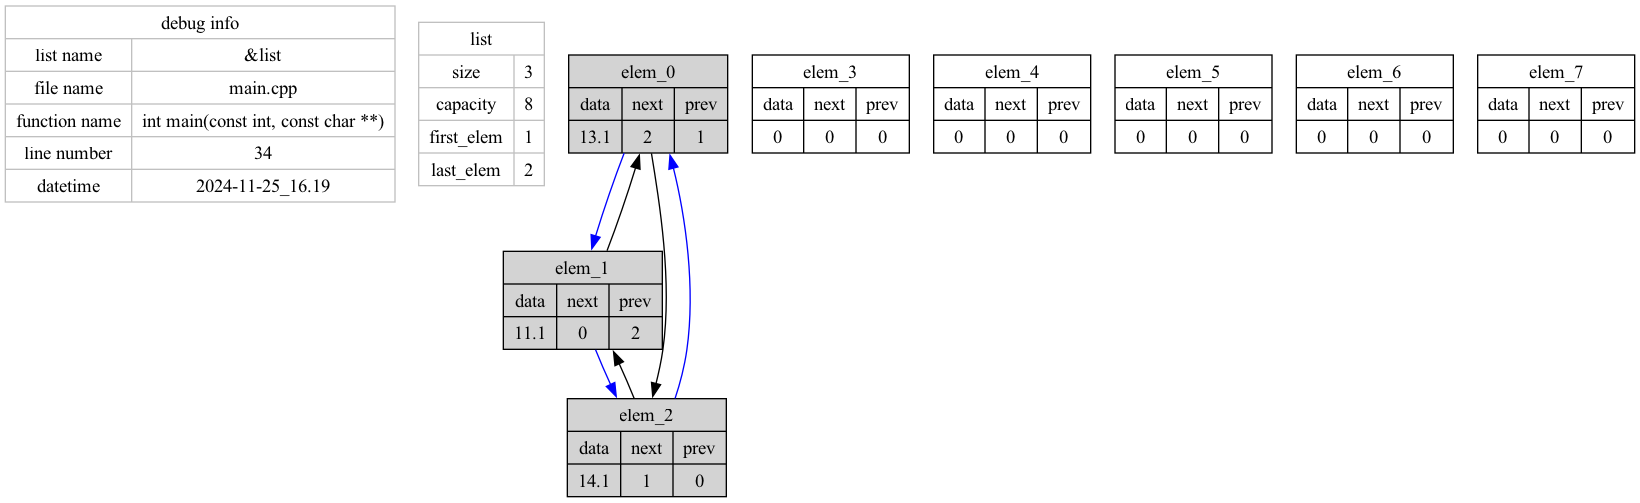 debug info
list name &list
file name main.cpp
function name int main(const int, const char **)
line number 34
datetime 2024-11-25_16.19
list
size 3
capacity 8
first_elem 1
last_elem 2
elem_0
data next prev
13.1 2 1
elem_3
data next prev
0 0 0
elem_4
data next prev
0 0 0
elem_5
data next prev
0 0 0
elem_6
data next prev
0 0 0
elem_7
data next prev
0 0 0
elem_1
data next prev
11.1 0 2
elem_2
data next prev
14.1 1 0